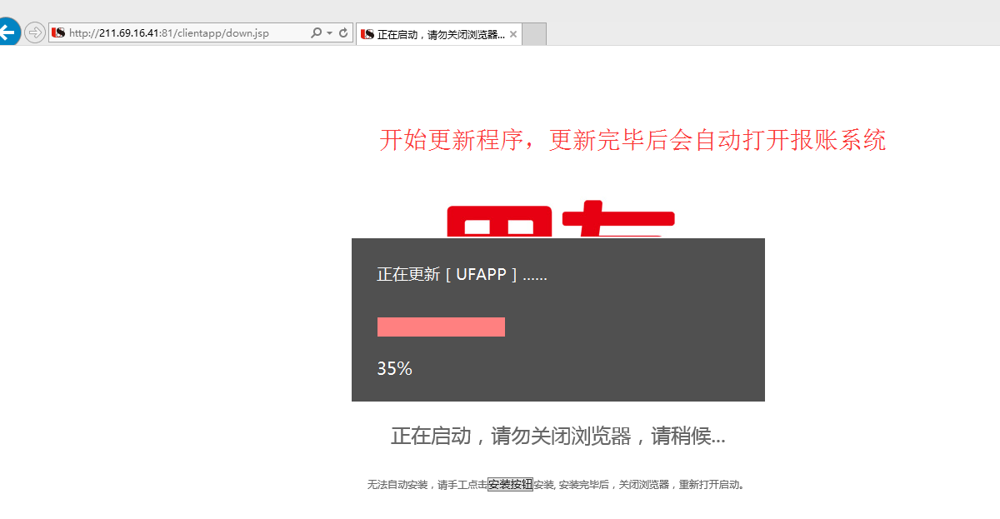 http://211.69.16.41:81/clientapp/down.jsp
正在启动，请勿关闭浏览器...
开始更新程序，更新完毕后会自动打开报账系统
正在更新 [ UFAPP ] ......
35%
正在启动，请勿关闭浏览器，请稍候...
无法自动安装，请手工点击安装按钮安装, 安装完毕后，关闭浏览器，重新打开启动。